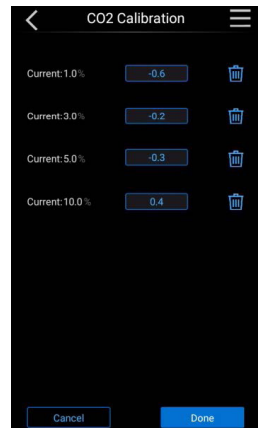 CO2 Calibration
Current:1.0% -0.6
Current:3.0% -0.2
Current:5.0% -0.3
Current:10.0% 0.4
Cancel Done